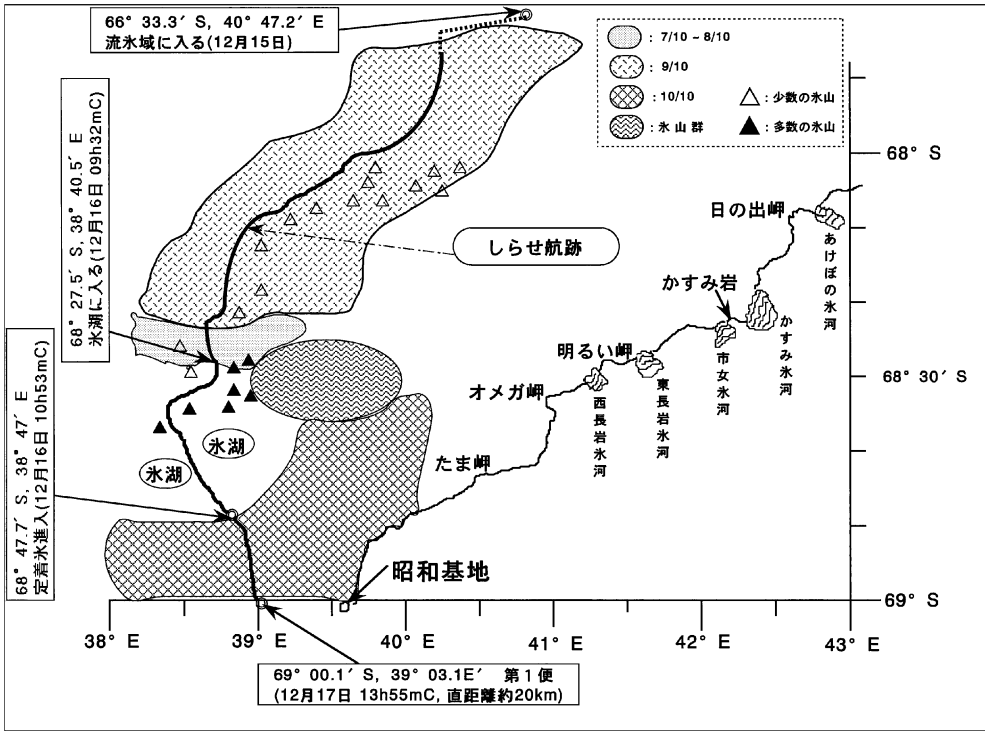 66° 33.3′ S, 40° 47.2′ E
流氷域に入る(12月15日)
: 7/10 ~ 8/10
: 9/10
: 10/10
: 氷山群
: 少数の氷山
: 多数の氷山
68° 27.5′ S, 38° 40.5′ E
氷湖に入る(12月16日 09h32mC)
68° S
日の出岬
あけぼの氷河
しらせ航跡
かすみ岩
かすみ氷河
68° 47.7′ S, 38° 47′ E
定着氷進入(12月16日 10h53mC)
明るい岬
市女氷河
68° 30′ S
オメガ岬
西長岩氷河
東長岩氷河
氷湖
氷湖
たま岬
昭和基地
69° S
38° E
39° E
40° E
41° E
42° E
43° E
69° 00.1′ S, 39° 03.1E′ 第1便
(12月17日 13h55mC, 直距離約20km)